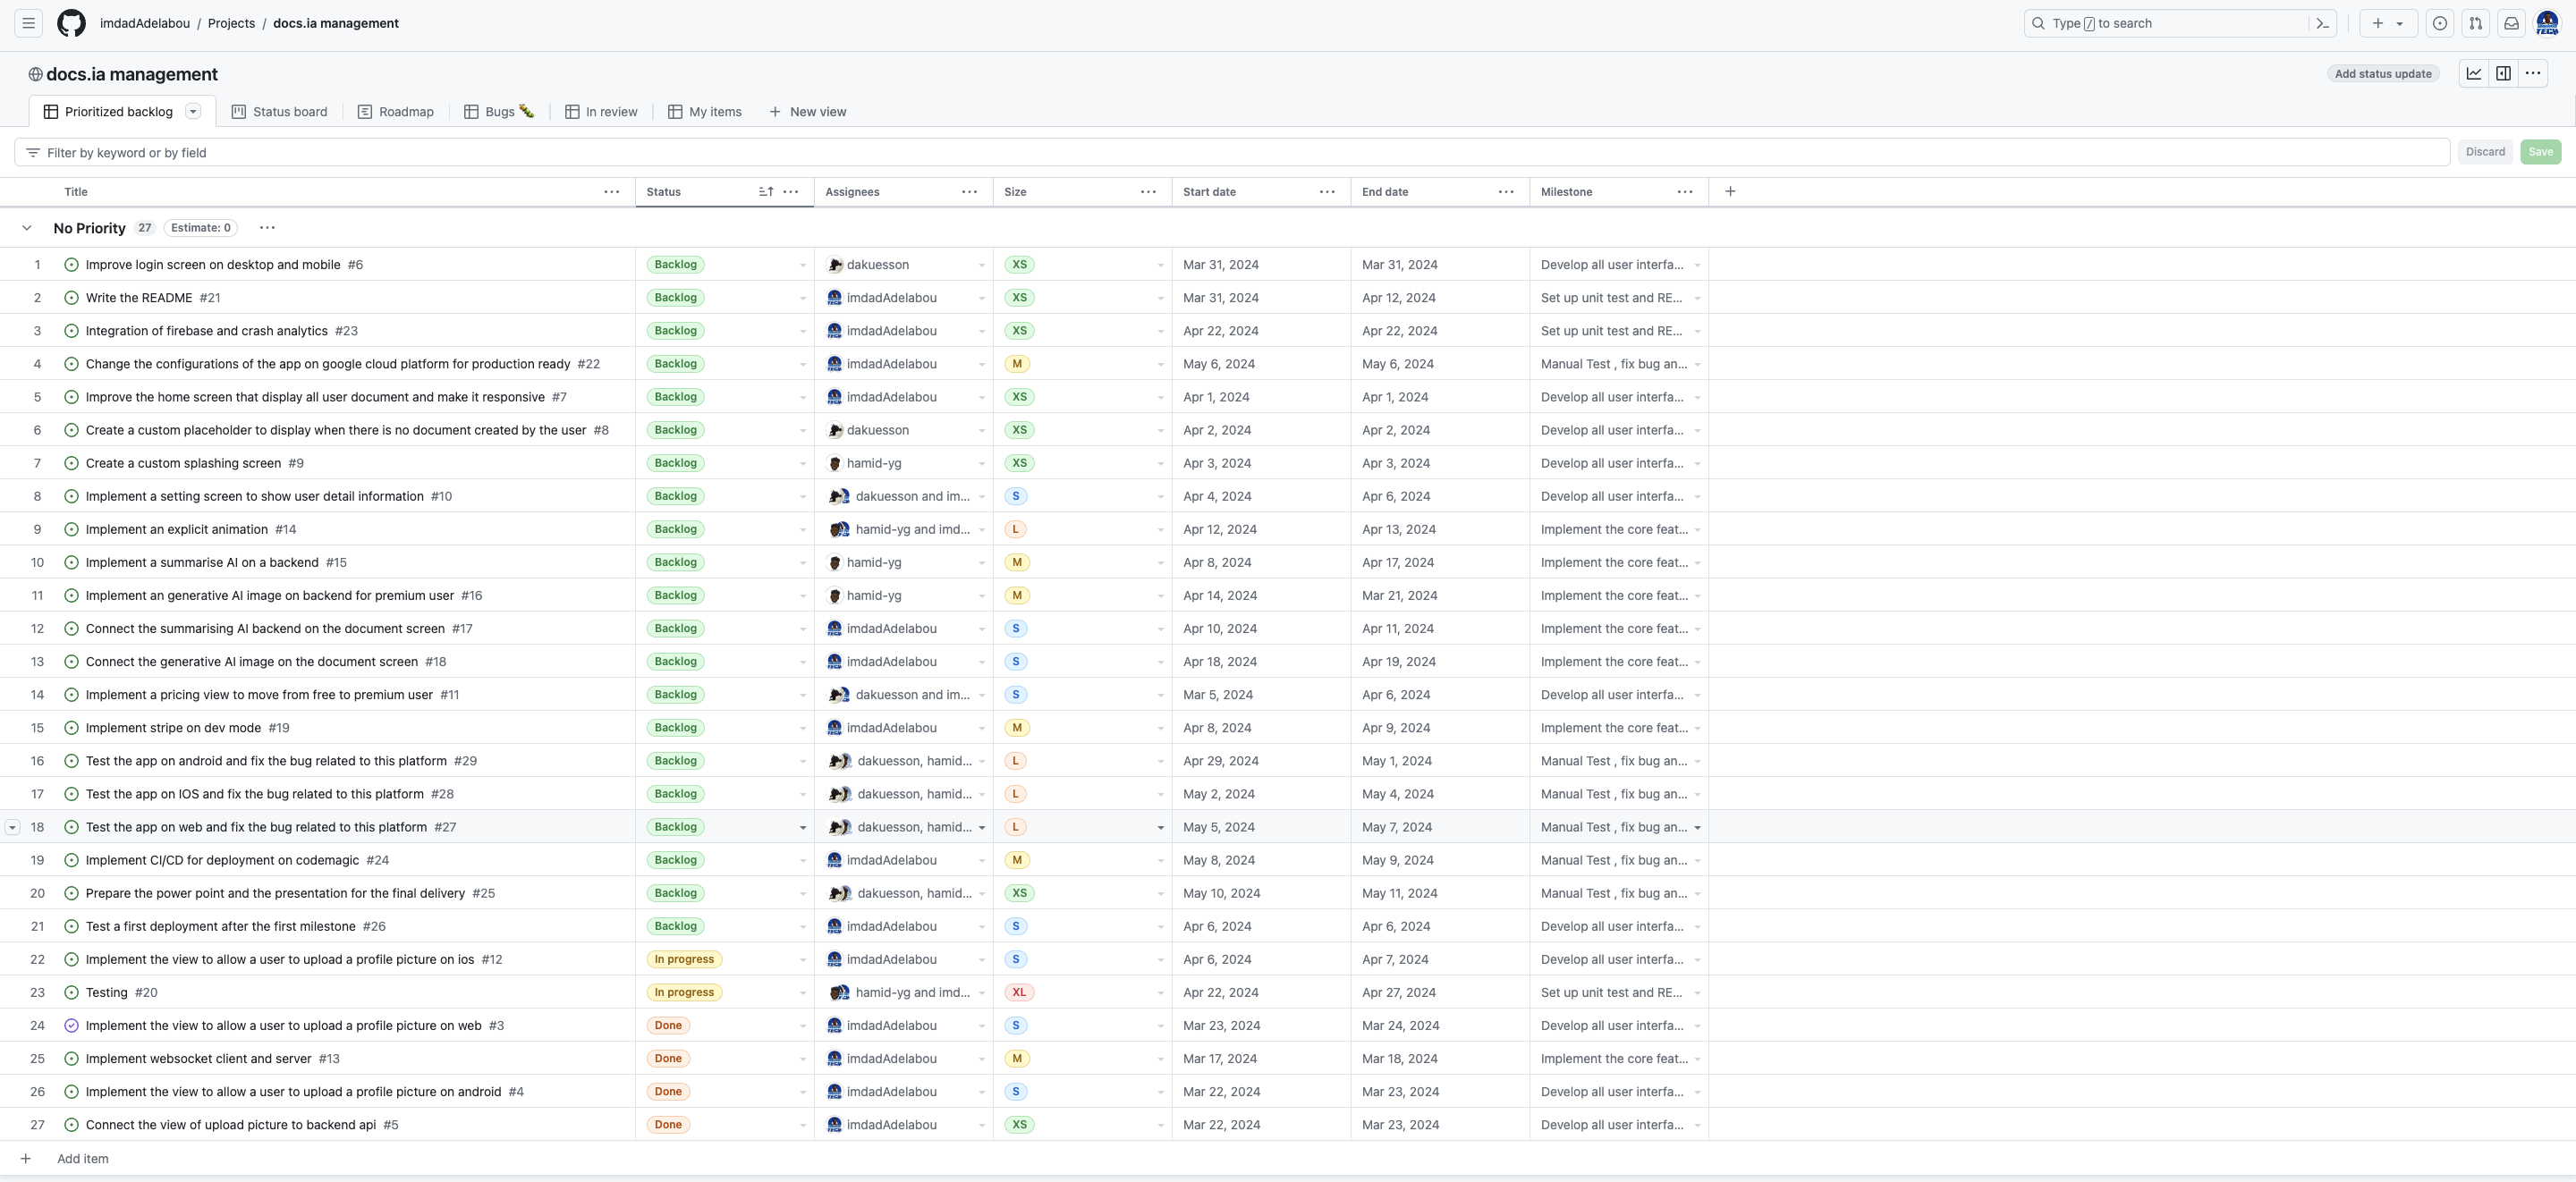 imdadAdelabou / Projects / docs.ia management
Type / to search
docs.ia management
Add status update
Prioritized backlog Status board Roadmap Bugs 🐛 In review My items + New view
Filter by keyword or by field Discard Save
Title Status Assignees Size Start date End date Milestone
No Priority 27 Estimate: 0
1 Improve login screen on desktop and mobile #6 Backlog dakuesson XS Mar 31, 2024 Mar 31, 2024 Develop all user interfa...
2 Write the README #21 Backlog imdadAdelabou XS Mar 31, 2024 Apr 12, 2024 Set up unit test and RE...
3 Integration of firebase and crash analytics #23 Backlog imdadAdelabou XS Apr 22, 2024 Apr 22, 2024 Set up unit test and RE...
4 Change the configurations of the app on google cloud platform for production ready #22 Backlog imdadAdelabou M May 6, 2024 May 6, 2024 Manual Test , fix bug an...
5 Improve the home screen that display all user document and make it responsive #7 Backlog imdadAdelabou XS Apr 1, 2024 Apr 1, 2024 Develop all user interfa...
6 Create a custom placeholder to display when there is no document created by the user #8 Backlog dakuesson XS Apr 2, 2024 Apr 2, 2024 Develop all user interfa...
7 Create a custom splashing screen #9 Backlog hamid-yg XS Apr 3, 2024 Apr 3, 2024 Develop all user interfa...
8 Implement a setting screen to show user detail information #10 Backlog dakuesson and im... S Apr 4, 2024 Apr 6, 2024 Develop all user interfa...
9 Implement an explicit animation #14 Backlog hamid-yg and imd... L Apr 12, 2024 Apr 13, 2024 Implement the core feat...
10 Implement a summarise AI on a backend #15 Backlog hamid-yg M Apr 8, 2024 Apr 17, 2024 Implement the core feat...
11 Implement an generative AI image on backend for premium user #16 Backlog hamid-yg M Apr 14, 2024 Mar 21, 2024 Implement the core feat...
12 Connect the summarising AI backend on the document screen #17 Backlog imdadAdelabou S Apr 10, 2024 Apr 11, 2024 Implement the core feat...
13 Connect the generative AI image on the document screen #18 Backlog imdadAdelabou S Apr 18, 2024 Apr 19, 2024 Implement the core feat...
14 Implement a pricing view to move from free to premium user #11 Backlog dakuesson and im... S Mar 5, 2024 Apr 6, 2024 Develop all user interfa...
15 Implement stripe on dev mode #19 Backlog imdadAdelabou M Apr 8, 2024 Apr 9, 2024 Implement the core feat...
16 Test the app on android and fix the bug related to this platform #29 Backlog dakuesson, hamid... L Apr 29, 2024 May 1, 2024 Manual Test , fix bug an...
17 Test the app on IOS and fix the bug related to this platform #28 Backlog dakuesson, hamid... L May 2, 2024 May 4, 2024 Manual Test , fix bug an...
18 Test the app on web and fix the bug related to this platform #27 Backlog dakuesson, hamid... L May 5, 2024 May 7, 2024 Manual Test , fix bug an...
19 Implement CI/CD for deployment on codemagic #24 Backlog imdadAdelabou M May 8, 2024 May 9, 2024 Manual Test , fix bug an...
20 Prepare the power point and the presentation for the final delivery #25 Backlog dakuesson, hamid... XS May 10, 2024 May 11, 2024 Manual Test , fix bug an...
21 Test a first deployment after the first milestone #26 Backlog imdadAdelabou S Apr 6, 2024 Apr 6, 2024 Develop all user interfa...
22 Implement the view to allow a user to upload a profile picture on ios #12 In progress imdadAdelabou S Apr 6, 2024 Apr 7, 2024 Develop all user interfa...
23 Testing #20 In progress hamid-yg and imd... XL Apr 22, 2024 Apr 27, 2024 Set up unit test and RE...
24 Implement the view to allow a user to upload a profile picture on web #3 Done imdadAdelabou S Mar 23, 2024 Mar 24, 2024 Develop all user interfa...
25 Implement websocket client and server #13 Done imdadAdelabou M Mar 17, 2024 Mar 18, 2024 Implement the core feat...
26 Implement the view to allow a user to upload a profile picture on android #4 Done imdadAdelabou S Mar 22, 2024 Mar 23, 2024 Develop all user interfa...
27 Connect the view of upload picture to backend api #5 Done imdadAdelabou XS Mar 22, 2024 Mar 23, 2024 Develop all user interfa...
+ Add item